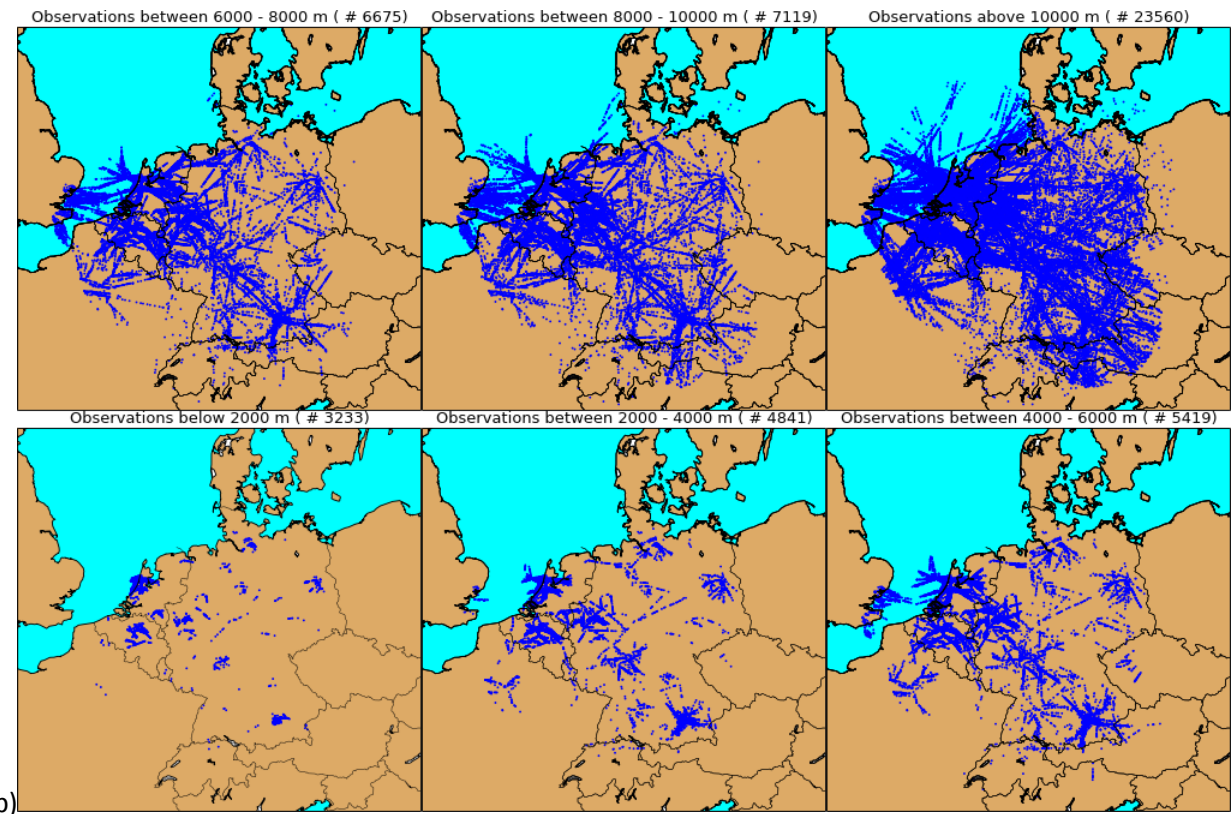 Observations between 6000 - 8000 m ( # 6675)
Observations between 8000 - 10000 m ( # 7119)
Observations above 10000 m ( # 23560)
Observations below 2000 m ( # 3233)
Observations between 2000 - 4000 m ( # 4841)
Observations between 4000 - 6000 m ( # 5419)
b)